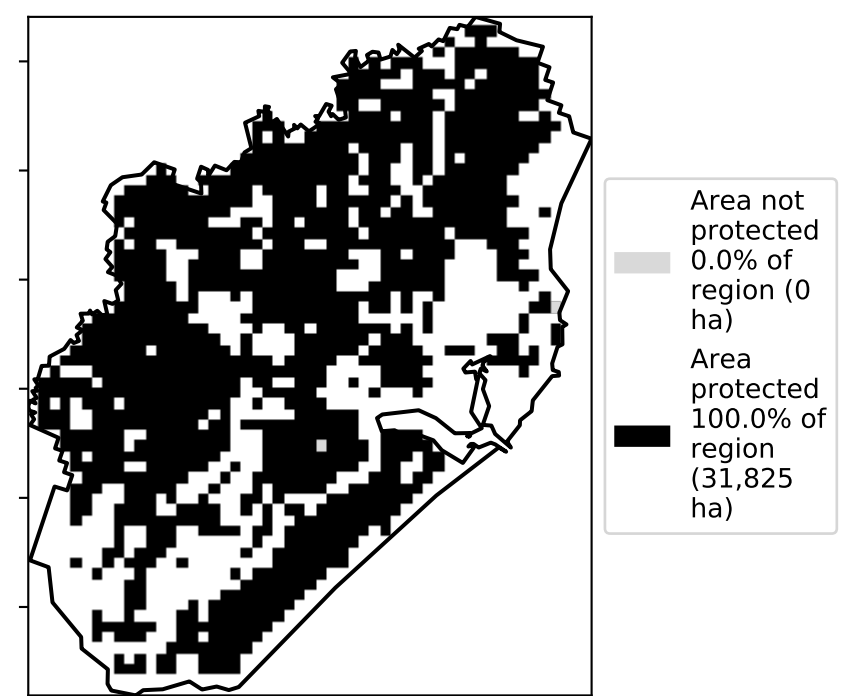 Area not
protected
0.0% of
region (0
ha)
Area
protected
100.0% of
region
(31,825
ha)